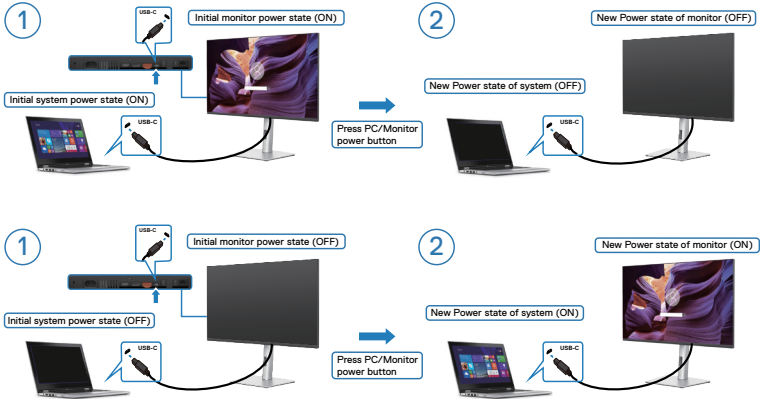 1
USB-C
Initial monitor power state (ON)
Initial system power state (ON)
USB-C
Press PC/Monitor
power button
2
New Power state of monitor (OFF)
New Power state of system (OFF)
USB-C
1
USB-C
Initial monitor power state (OFF)
Initial system power state (OFF)
USB-C
Press PC/Monitor
power button
2
New Power state of monitor (ON)
New Power state of system (ON)
USB-C